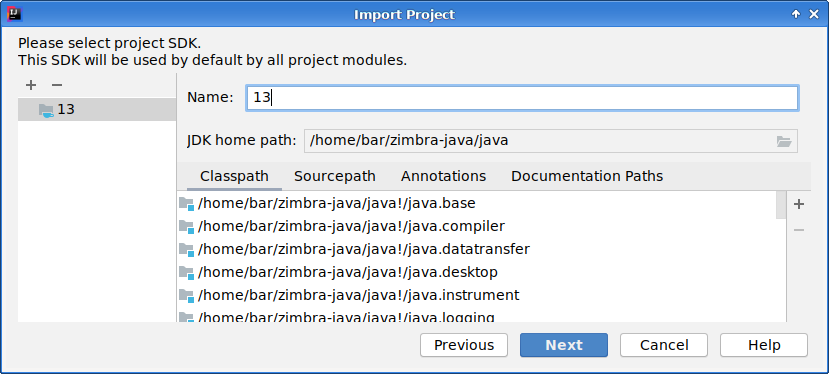 Import Project
Please select project SDK.
This SDK will be used by default by all project modules.
13
Name: 13
JDK home path: /home/bar/zimbra-java/java
Classpath Sourcepath Annotations Documentation Paths
/home/bar/zimbra-java/java!/java.base
/home/bar/zimbra-java/java!/java.compiler
/home/bar/zimbra-java/java!/java.datatransfer
/home/bar/zimbra-java/java!/java.desktop
/home/bar/zimbra-java/java!/java.instrument
/home/bar/zimbra-java/java!/java.logging
Previous Next Cancel Help